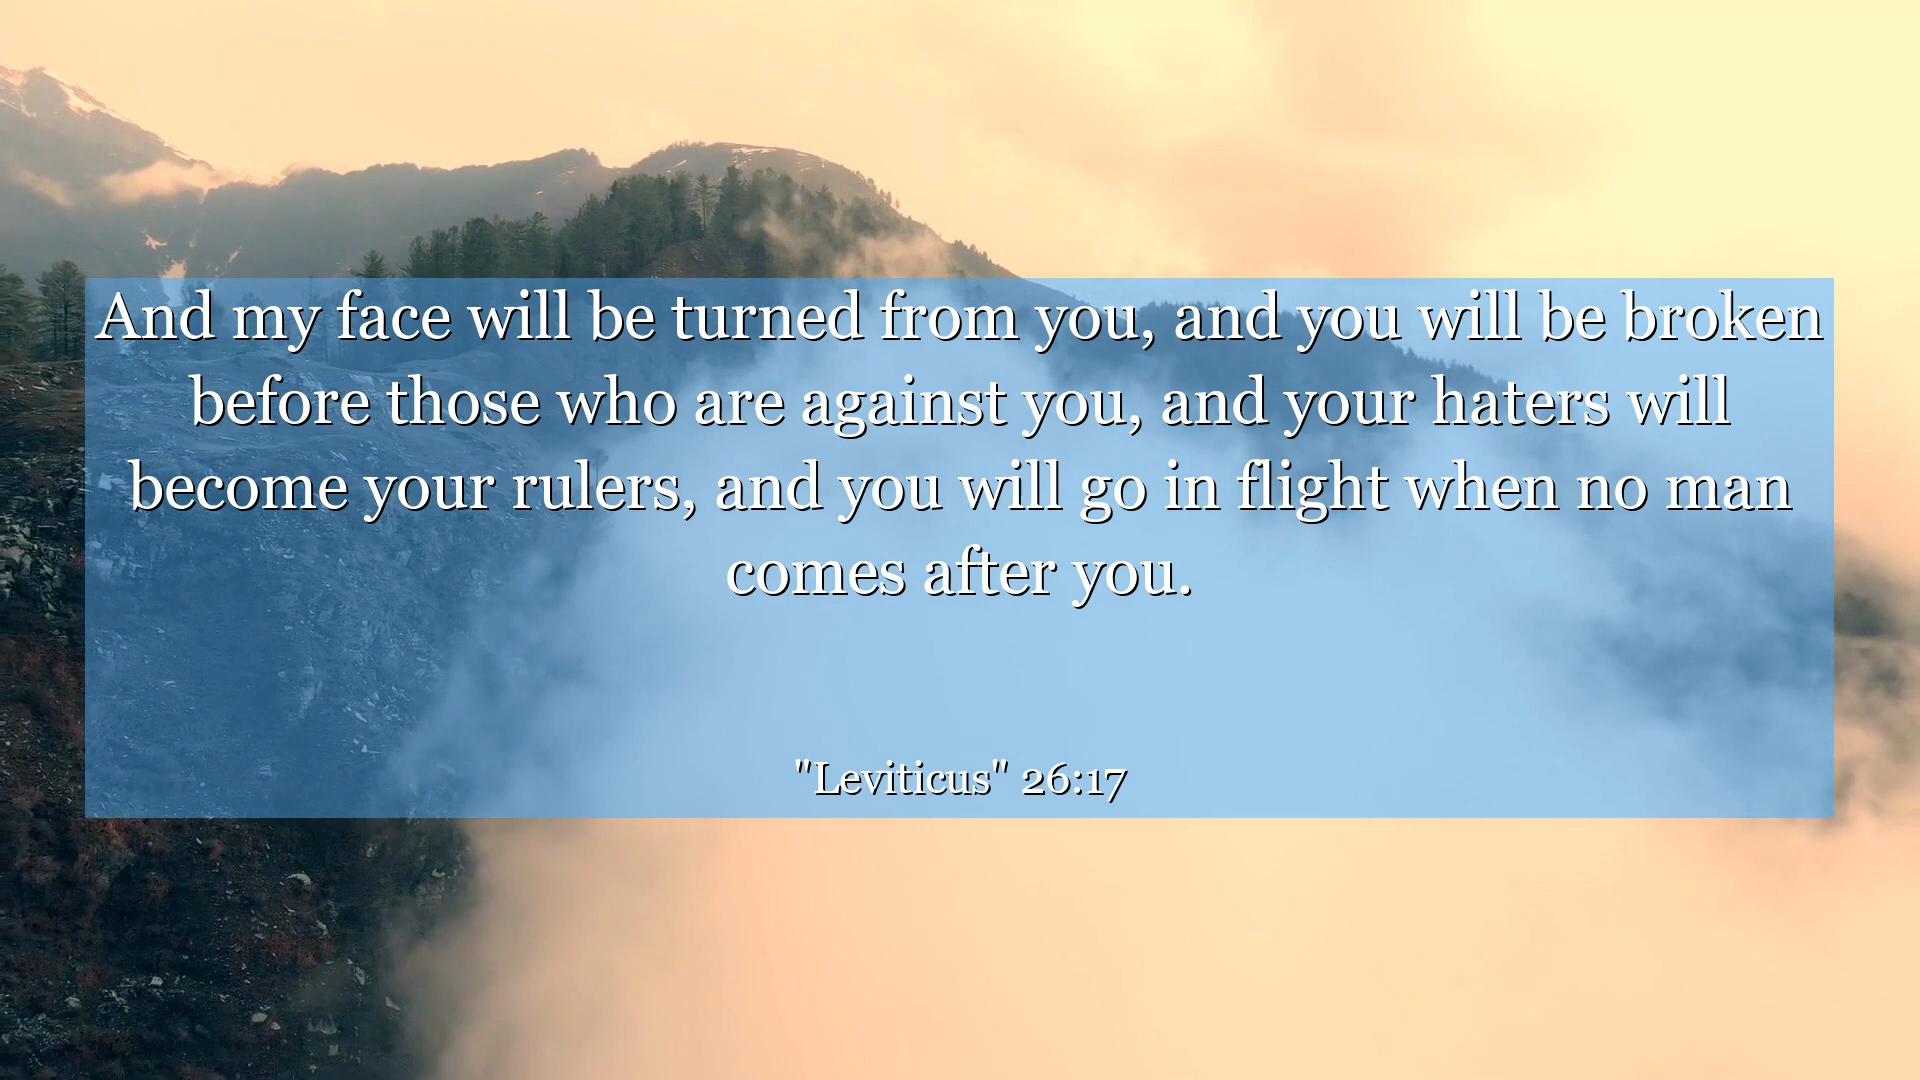 And my face will be turned from you, and you will be broken
before those who are against you, and your haters will
become your rulers, and you will go in flight when no man
comes after you.
"Leviticus" 26:17